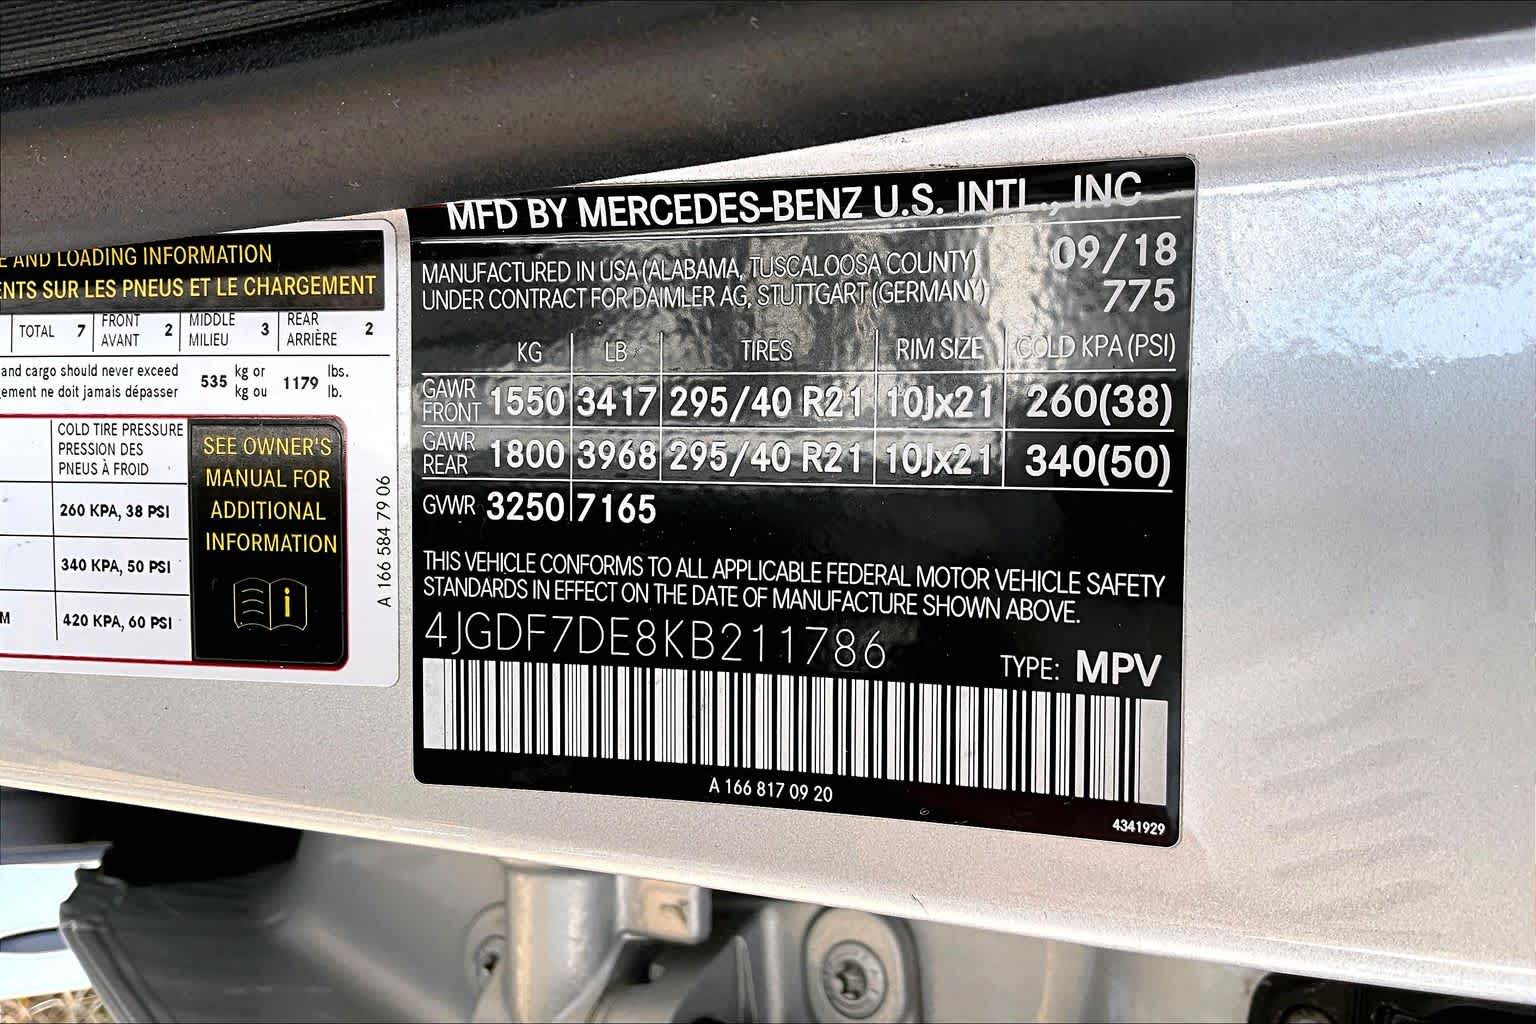 E AND LOADING INFORMATION
ENTS SUR LES PNEUS ET LE CHARGEMENT
TOTAL 7 FRONT AVANT 2 MIDDLE MILIEU 3 REAR ARRIÈRE 2
and cargo should never exceed 535 kg or 1179 lbs.
ement ne doit jamais dépasser kg ou lb.
COLD TIRE PRESSURE
PRESSION DES
PNEUS À FROID
260 KPA, 38 PSI
340 KPA, 50 PSI
M 420 KPA, 60 PSI
SEE OWNER'S
MANUAL FOR
ADDITIONAL
INFORMATION
i
A 166 584 79 06
MFD BY MERCEDES-BENZ U.S. INTL., INC
MANUFACTURED IN USA (ALABAMA, TUSCALOOSA COUNTY) 09/18
UNDER CONTRACT FOR DAIMLER AG, STUTTGART (GERMANY) 775
KG LB TIRES RIM SIZE COLD KPA (PSI)
GAWR FRONT 1550 3417 295/40 R21 10Jx21 260(38)
GAWR REAR 1800 3968 295/40 R21 10Jx21 340(50)
GVWR 3250 7165
THIS VEHICLE CONFORMS TO ALL APPLICABLE FEDERAL MOTOR VEHICLE SAFETY
STANDARDS IN EFFECT ON THE DATE OF MANUFACTURE SHOWN ABOVE.
4JGDF7DE8KB211786
TYPE: MPV
A 166 817 09 20
4341929